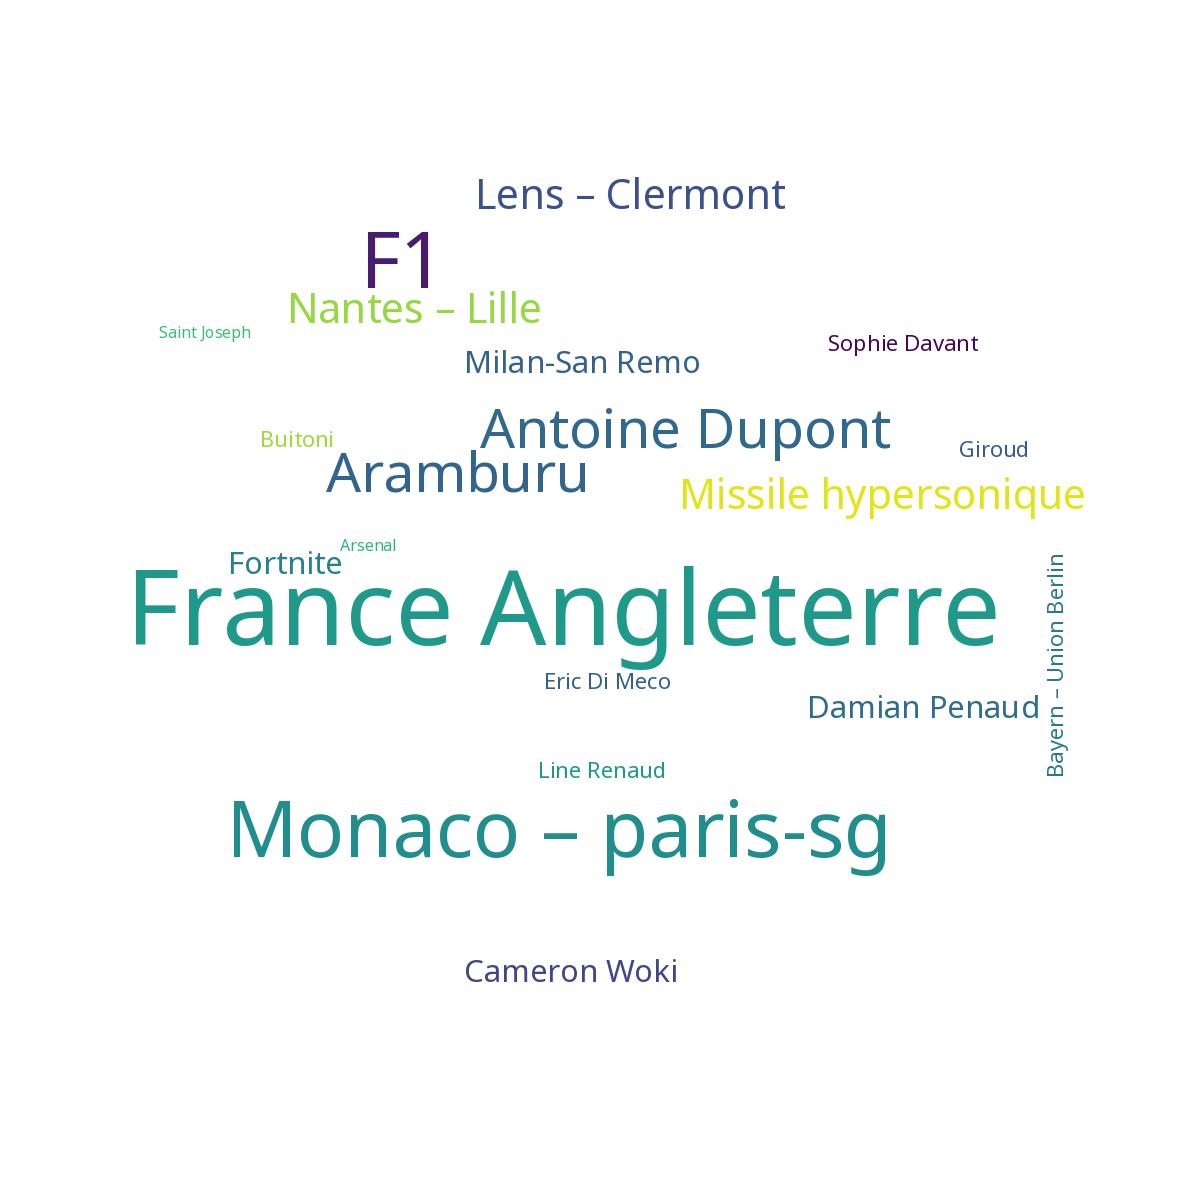 Lens – Clermont
F1
Nantes – Lille
Saint Joseph
Sophie Davant
Milan-San Remo
Antoine Dupont
Buitoni
Giroud
Aramburu
Missile hypersonique
Arsenal
Fortnite
France Angleterre
Bayern – Union Berlin
Eric Di Meco
Damian Penaud
Line Renaud
Monaco – paris-sg
Cameron Woki